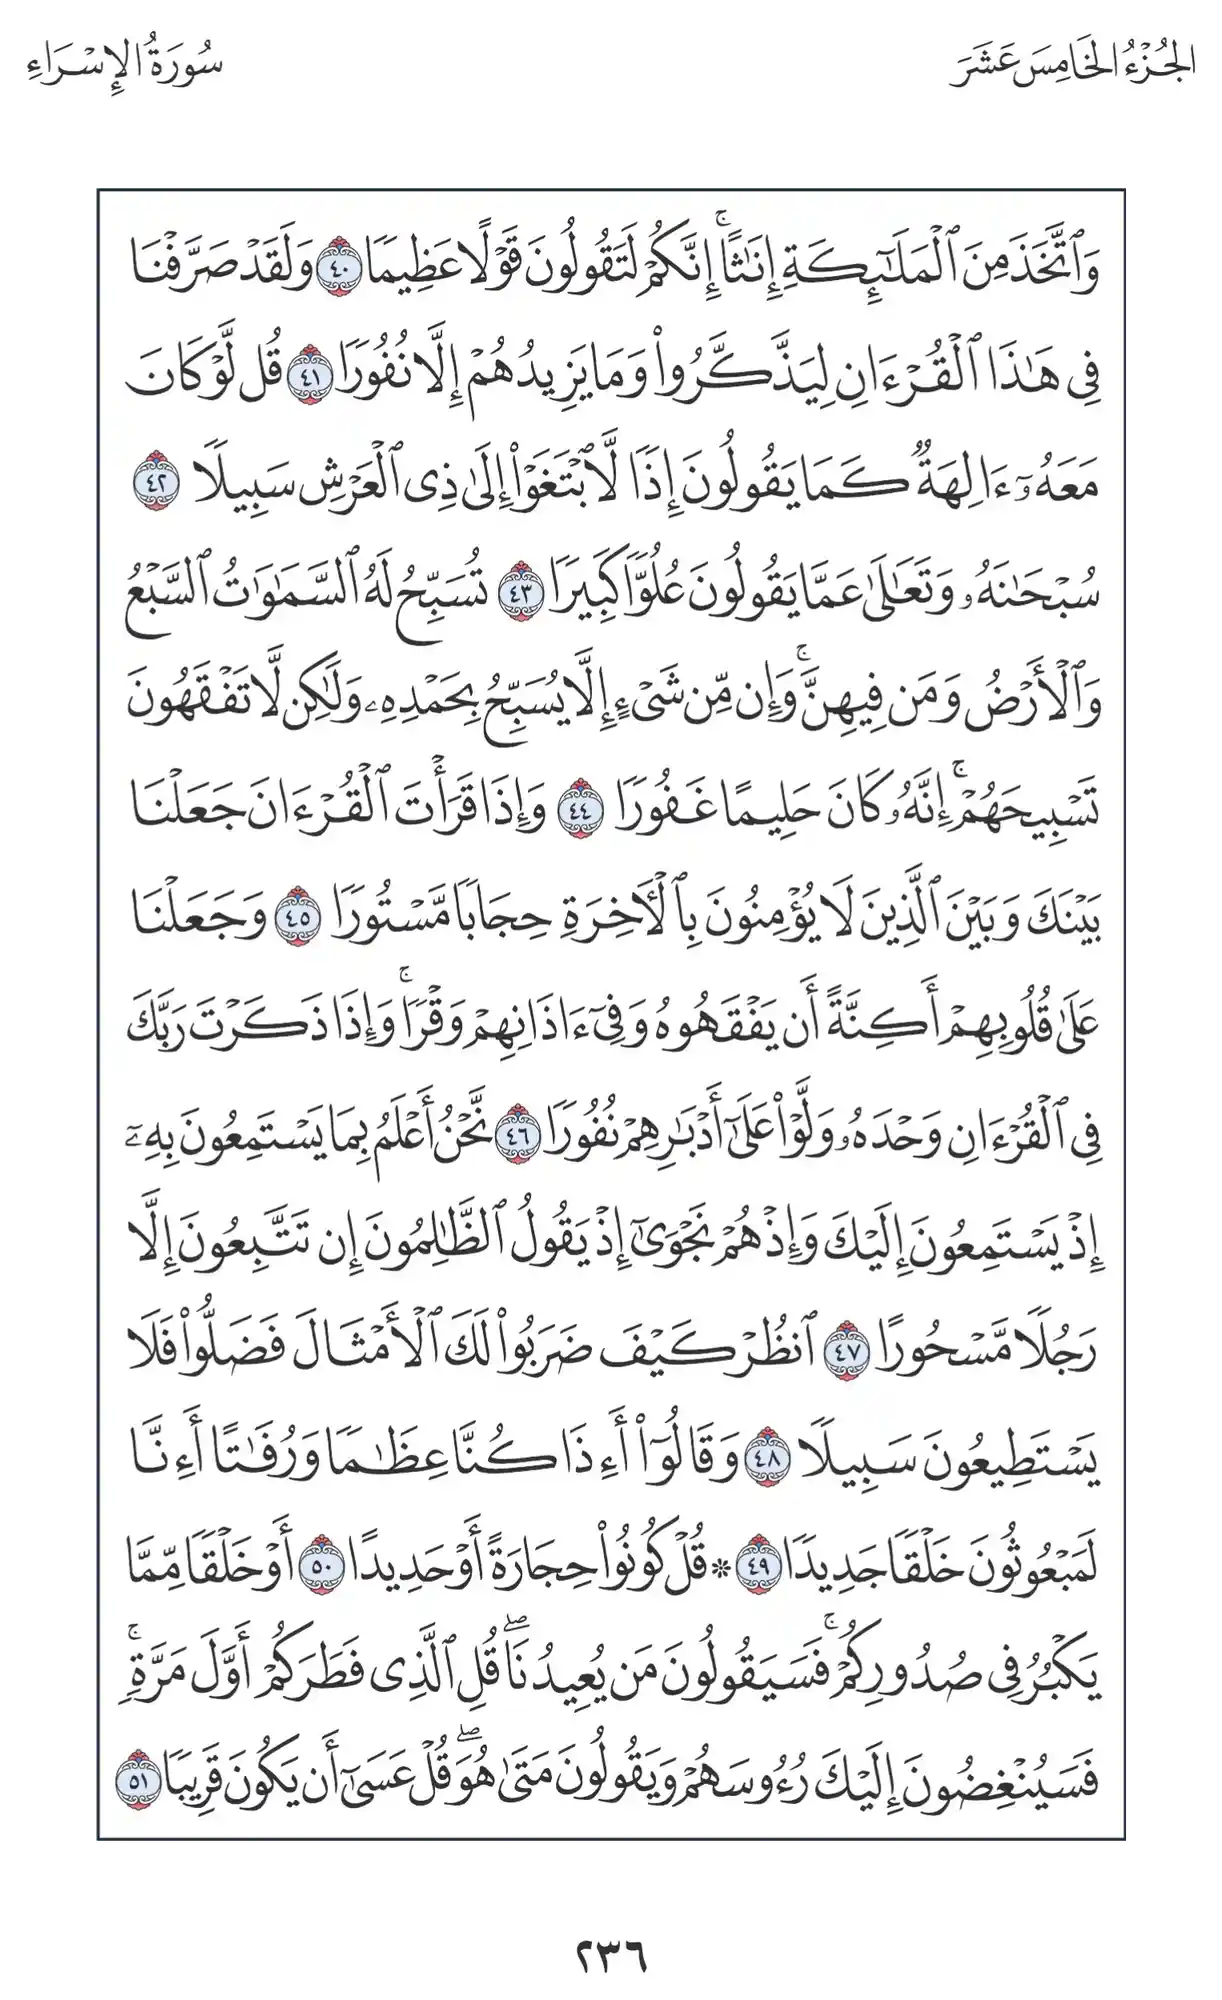 الجُزْءُ الخَامِسَ عَشَرَ
سُورَةُ الإِسْرَاءِ
وَٱتَّخَذَ مِنَ ٱلْمَلَـٰٓئِكَةِ إِنَـٰثًاۚ إِنَّكُمْ لَتَقُولُونَ قَوْلًا عَظِيمًا ٤٠ وَلَقَدْ صَرَّفْنَا
فِى هَـٰذَا ٱلْقُرْءَانِ لِيَذَّكَّرُوا۟ وَمَا يَزِيدُهُمْ إِلَّا نُفُورًا ٤١ قُل لَّوْ كَانَ
مَعَهُۥٓ ءَالِهَةٌ كَمَا يَقُولُونَ إِذًا لَّٱبْتَغَوْا۟ إِلَىٰ ذِى ٱلْعَرْشِ سَبِيلًا ٤٢
سُبْحَـٰنَهُۥ وَتَعَـٰلَىٰ عَمَّا يَقُولُونَ عُلُوًّا كَبِيرًا ٤٣ تُسَبِّحُ لَهُ ٱلسَّمَـٰوَٰتُ ٱلسَّبْعُ
وَٱلْأَرْضُ وَمَن فِيهِنَّۚ وَإِن مِّن شَىْءٍ إِلَّا يُسَبِّحُ بِحَمْدِهِۦ وَلَـٰكِن لَّا تَفْقَهُونَ
تَسْبِيحَهُمْۚ إِنَّهُۥ كَانَ حَلِيمًا غَفُورًا ٤٤ وَإِذَا قَرَأْتَ ٱلْقُرْءَانَ جَعَلْنَا
بَيْنَكَ وَبَيْنَ ٱلَّذِينَ لَا يُؤْمِنُونَ بِٱلْـَٔاخِرَةِ حِجَابًا مَّسْتُورًا ٤٥ وَجَعَلْنَا
عَلَىٰ قُلُوبِهِمْ أَكِنَّةً أَن يَفْقَهُوهُ وَفِىٓ ءَاذَانِهِمْ وَقْرًاۚ وَإِذَا ذَكَرْتَ رَبَّكَ
فِى ٱلْقُرْءَانِ وَحْدَهُۥ وَلَّوْا۟ عَلَىٰٓ أَدْبَـٰرِهِمْ نُفُورًا ٤٦ نَّحْنُ أَعْلَمُ بِمَا يَسْتَمِعُونَ بِهِۦٓ
إِذْ يَسْتَمِعُونَ إِلَيْكَ وَإِذْ هُمْ نَجْوَىٰٓ إِذْ يَقُولُ ٱلظَّـٰلِمُونَ إِن تَتَّبِعُونَ إِلَّا
رَجُلًا مَّسْحُورًا ٤٧ ٱنظُرْ كَيْفَ ضَرَبُوا۟ لَكَ ٱلْأَمْثَالَ فَضَلُّوا۟ فَلَا
يَسْتَطِيعُونَ سَبِيلًا ٤٨ وَقَالُوٓا۟ أَءِذَا كُنَّا عِظَـٰمًا وَرُفَـٰتًا أَءِنَّا
لَمَبْعُوثُونَ خَلْقًا جَدِيدًا ٤٩ * قُلْ كُونُوا۟ حِجَارَةً أَوْ حَدِيدًا ٥٠ أَوْ خَلْقًا مِّمَّا
يَكْبُرُ فِى صُدُورِكُمْۚ فَسَيَقُولُونَ مَن يُعِيدُنَاۖ قُلِ ٱلَّذِى فَطَرَكُمْ أَوَّلَ مَرَّةٍۚ
فَسَيُنْغِضُونَ إِلَيْكَ رُءُوسَهُمْ وَيَقُولُونَ مَتَىٰ هُوَۖ قُلْ عَسَىٰٓ أَن يَكُونَ قَرِيبًا ٥١
٢٣٦